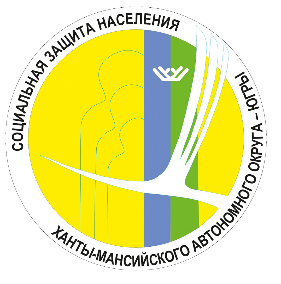 СОЦИАЛЬНАЯ ЗАЩИТА НАСЕЛЕНИЯ
ХАНТЫ-МАНСИЙСКОГО АВТОНОМНОГО ОКРУГА – ЮГРЫ